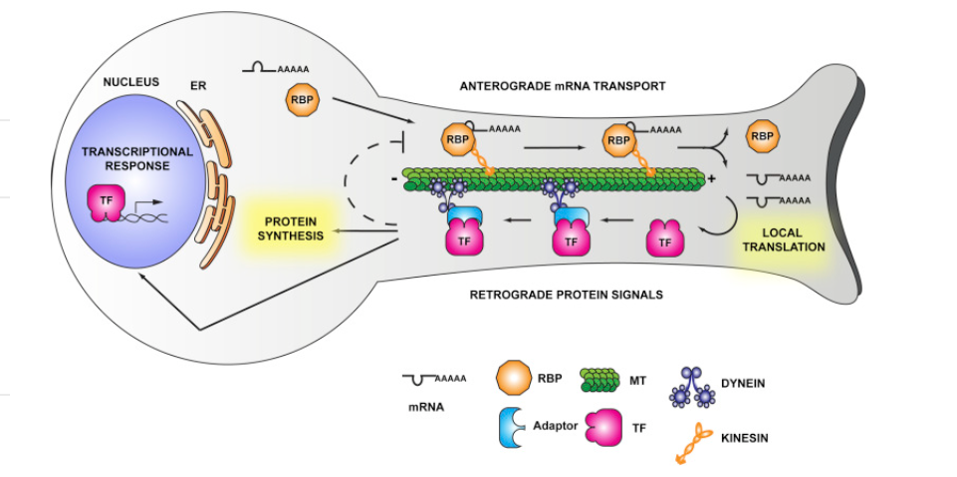 NUCLEUS
ER
AAAAA
RBP
ANTEROGRADE mRNA TRANSPORT
TRANSCRIPTIONAL
RESPONSE
TF
PROTEIN
SYNTHESIS
RBP
AAAAA
RBP
AAAAA
RBP
-
+
AAAAA
AAAAA
TF
TF
TF
LOCAL
TRANSLATION
RETROGRADE PROTEIN SIGNALS
AAAAA
mRNA
RBP
MT
DYNEIN
Adaptor
TF
KINESIN